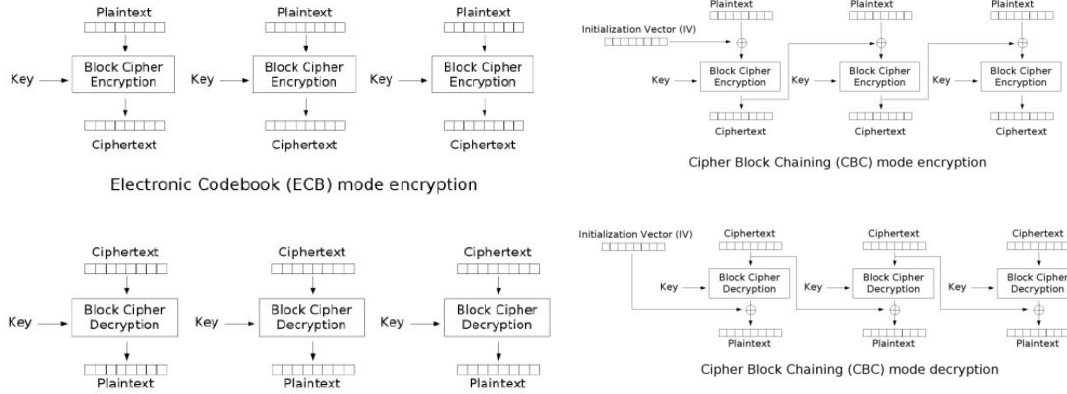 Plaintext Plaintext Plaintext
Key Block Cipher Encryption Key Block Cipher Encryption Key Block Cipher Encryption
Ciphertext Ciphertext Ciphertext
Electronic Codebook (ECB) mode encryption
Plaintext Plaintext Plaintext
Initialization Vector (IV)
Key Block Cipher Encryption Key Block Cipher Encryption Key Block Cipher Encryption
Ciphertext Ciphertext Ciphertext
Cipher Block Chaining (CBC) mode encryption
Ciphertext Ciphertext Ciphertext
Key Block Cipher Decryption Key Block Cipher Decryption Key Block Cipher Decryption
Plaintext Plaintext Plaintext
Initialization Vector (IV) Ciphertext Ciphertext Ciphertext
Key Block Cipher Decryption Key Block Cipher Decryption Key Block Cipher Decryption
Plaintext Plaintext Plaintext
Cipher Block Chaining (CBC) mode decryption